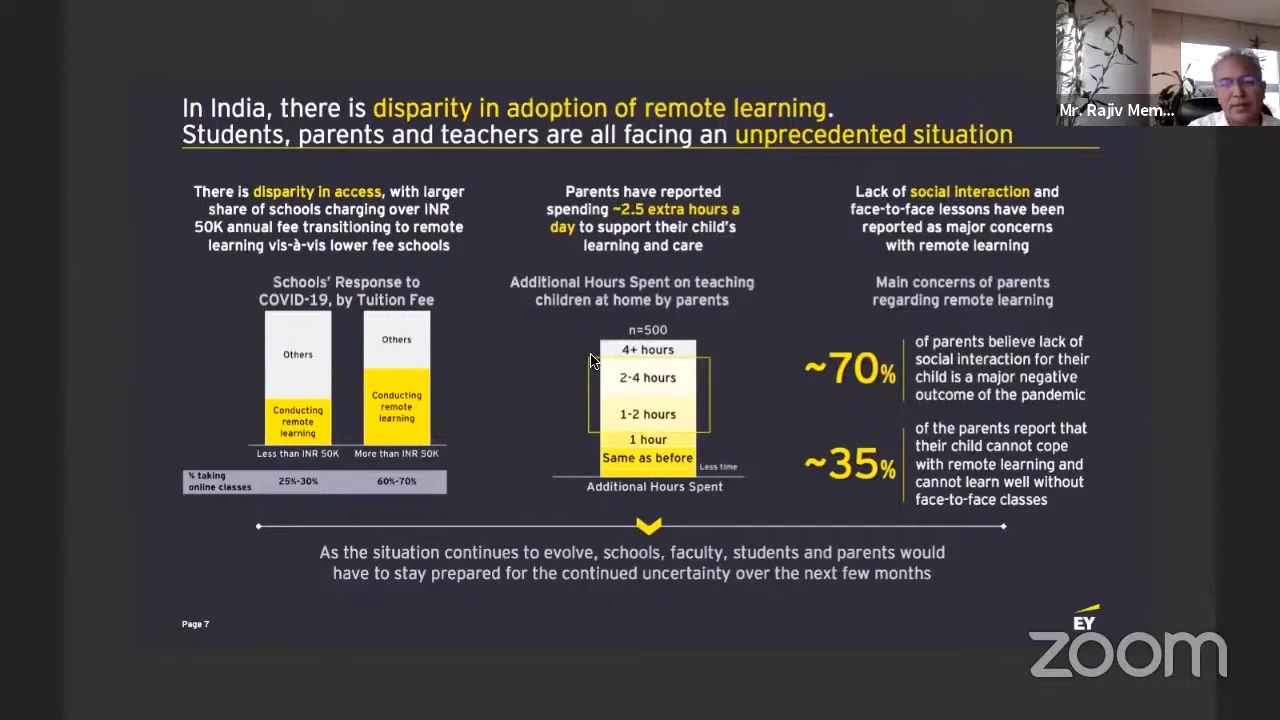 Mr. Rajiv Mem...
In India, there is disparity in adoption of remote learning.
Students, parents and teachers are all facing an unprecedented situation
There is disparity in access, with larger
share of schools charging over INR
50K annual fee transitioning to remote
learning vis-à-vis lower fee schools
Schools' Response to
COVID-19, by Tuition Fee
Others
Conducting
remote
learning
Others
Conducting
remote
learning
Less than INR 50K
More than INR 50K
% taking
online classes
25%-30%
60%-70%
Parents have reported
spending ~2.5 extra hours a
day to support their child's
learning and care
Additional Hours Spent on teaching
children at home by parents
n=500
4+ hours
2-4 hours
1-2 hours
1 hour
Same as before
Less time
Additional Hours Spent
Lack of social interaction and
face-to-face lessons have been
reported as major concerns
with remote learning
Main concerns of parents
regarding remote learning
~70%
of parents believe lack of
social interaction for their
child is a major negative
outcome of the pandemic
~35%
of the parents report that
their child cannot cope
with remote learning and
cannot learn well without
face-to-face classes
As the situation continues to evolve, schools, faculty, students and parents would
have to stay prepared for the continued uncertainty over the next few months
Page 7
EY
zoom